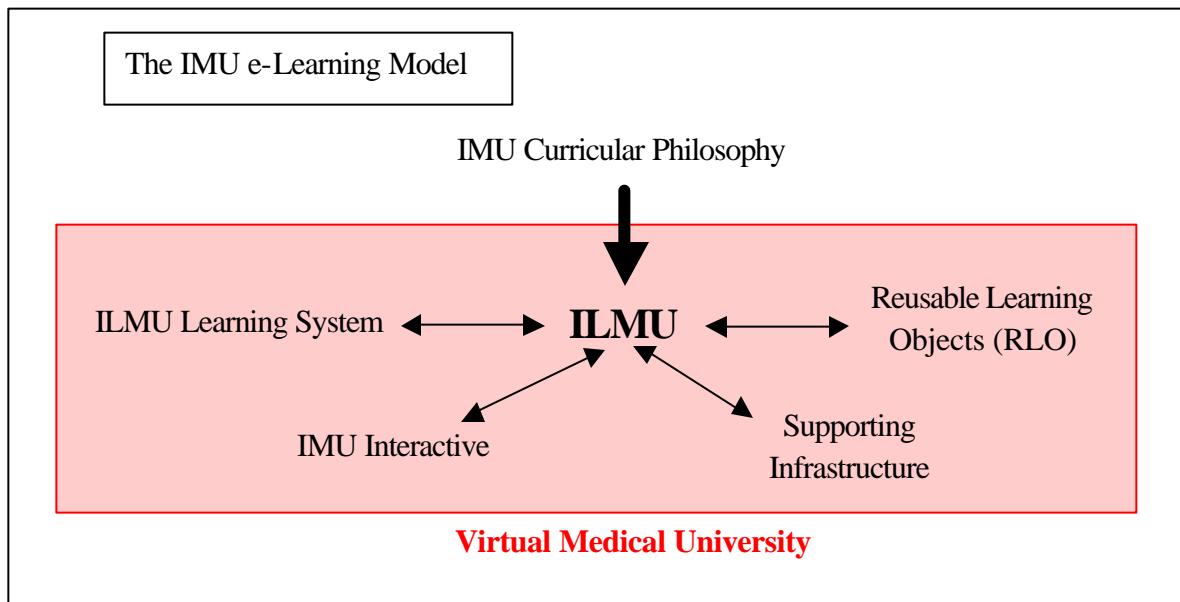 The IMU e-Learning Model
IMU Curricular Philosophy
ILMU Learning System
ILMU
Reusable Learning
Objects (RLO)
IMU Interactive
Supporting
Infrastructure
Virtual Medical University